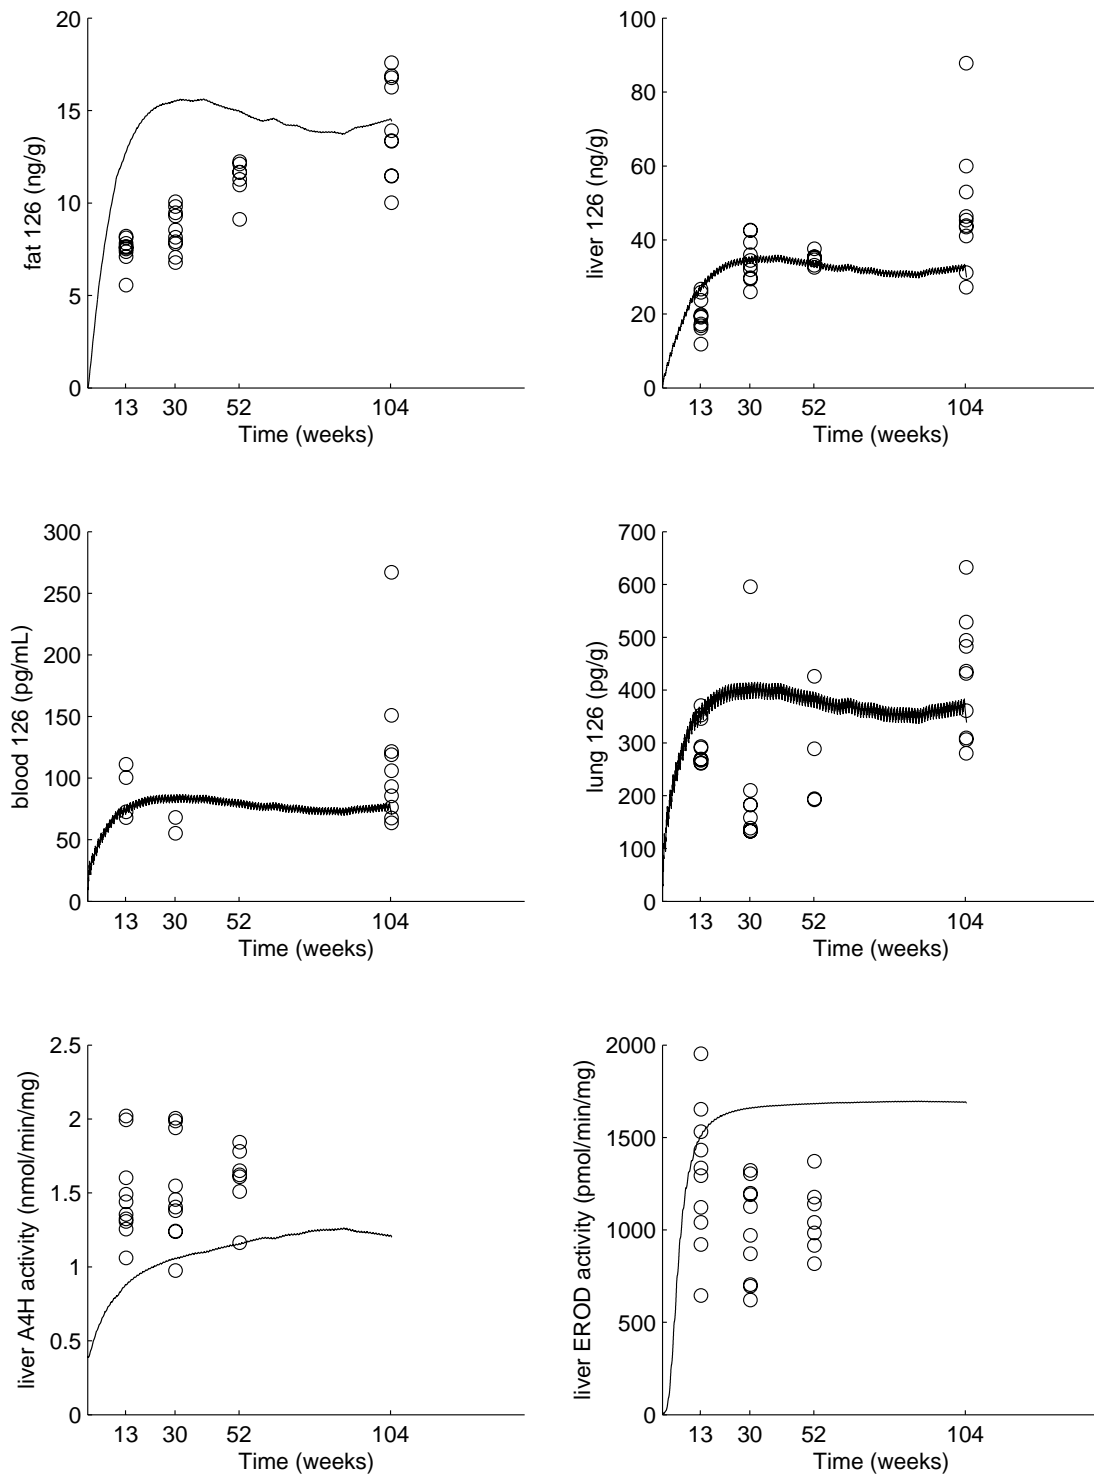 20
15
10
5
0
fat 126 (ng/g)
13 30 52 104
Time (weeks)
100
80
60
40
20
0
liver 126 (ng/g)
13 30 52 104
Time (weeks)
300
250
200
150
100
50
0
blood 126 (pg/mL)
13 30 52 104
Time (weeks)
700
600
500
400
300
200
100
0
lung 126 (pg/g)
13 30 52 104
Time (weeks)
2.5
2
1.5
1
0.5
0
liver A4H activity (nmol/min/mg)
13 30 52 104
Time (weeks)
2000
1500
1000
500
0
liver EROD activity (pmol/min/mg)
13 30 52 104
Time (weeks)